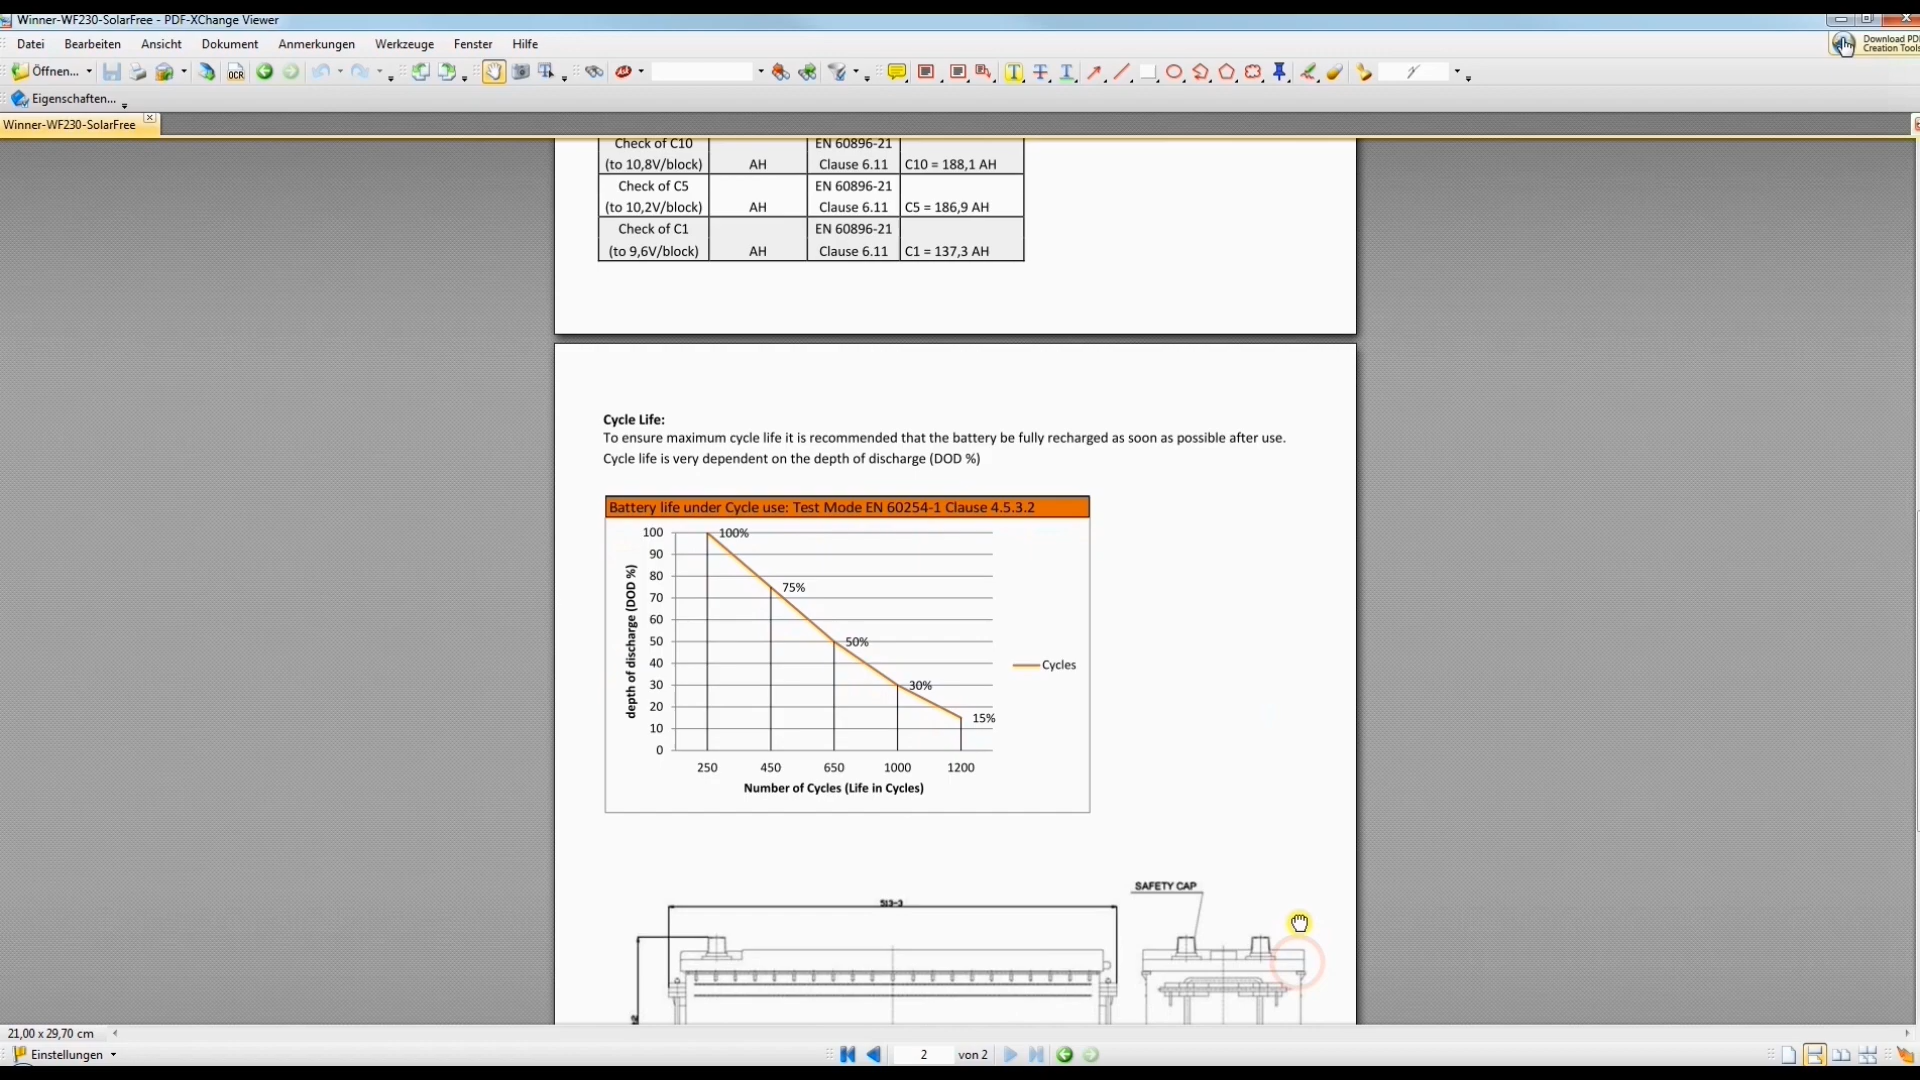 Winner-WF230-SolarFree - PDF-XChange Viewer
Datei Bearbeiten Ansicht Dokument Anmerkungen Werkzeuge Fenster Hilfe
Download PDF
Creation Tools
Öffnen... OCR
Eigenschaften...
Winner-WF230-SolarFree
Check of C10 EN 60896-21
(to 10,8V/block) AH Clause 6.11 C10 = 188,1 AH
Check of C5 EN 60896-21
(to 10,2V/block) AH Clause 6.11 C5 = 186,9 AH
Check of C1 EN 60896-21
(to 9,6V/block) AH Clause 6.11 C1 = 137,3 AH
Cycle Life:
To ensure maximum cycle life it is recommended that the battery be fully recharged as soon as possible after use.
Cycle life is very dependent on the depth of discharge (DOD %)
Battery life under Cycle use: Test Mode EN 60254-1 Clause 4.5.3.2
depth of discharge (DOD %)
100
90
80
70
60
50
40
30
20
10
0
100%
75%
50%
30%
15%
Cycles
250 450 650 1000 1200
Number of Cycles (Life in Cycles)
SAFETY CAP
513-3
21,00 x 29,70 cm
Einstellungen
2 von 2